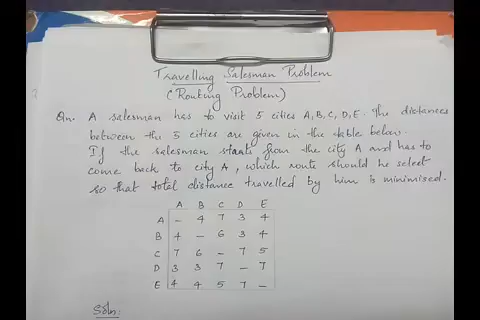 Travelling Salesman Problem
(Routing Problem)
Qn. A salesman has to visit 5 cities A, B, C, D, E. The distances
between the 5 cities are given in the table below.
If the salesman starts from the city A and has to
come back to city A, which route should he select
so that total distance travelled by him is minimised.
A B C D E
A - 4 7 3 4
B 4 - 6 3 4
C 7 6 - 7 5
D 3 3 7 - 7
E 4 4 5 7 -
Soln: